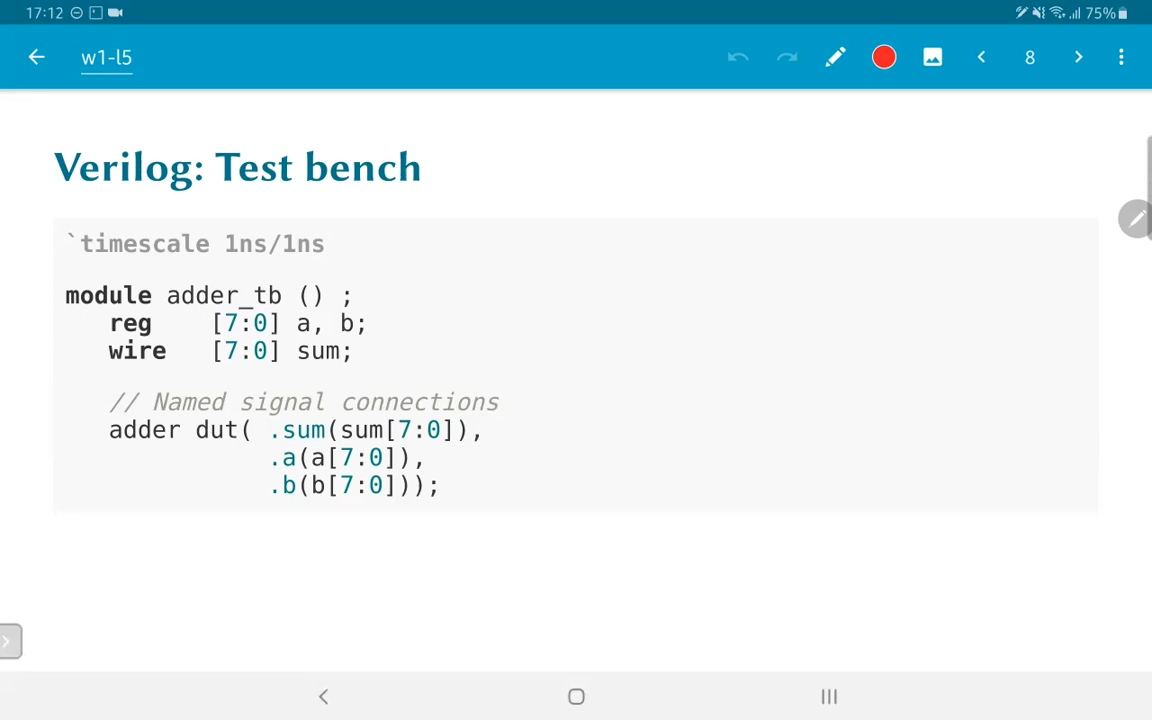 17:12 75%
w1-l5 8
Verilog: Test bench
`timescale 1ns/1ns
module adder_tb () ;
reg [7:0] a, b;
wire [7:0] sum;
// Named signal connections
adder dut( .sum(sum[7:0]),
.a(a[7:0]),
.b(b[7:0]));